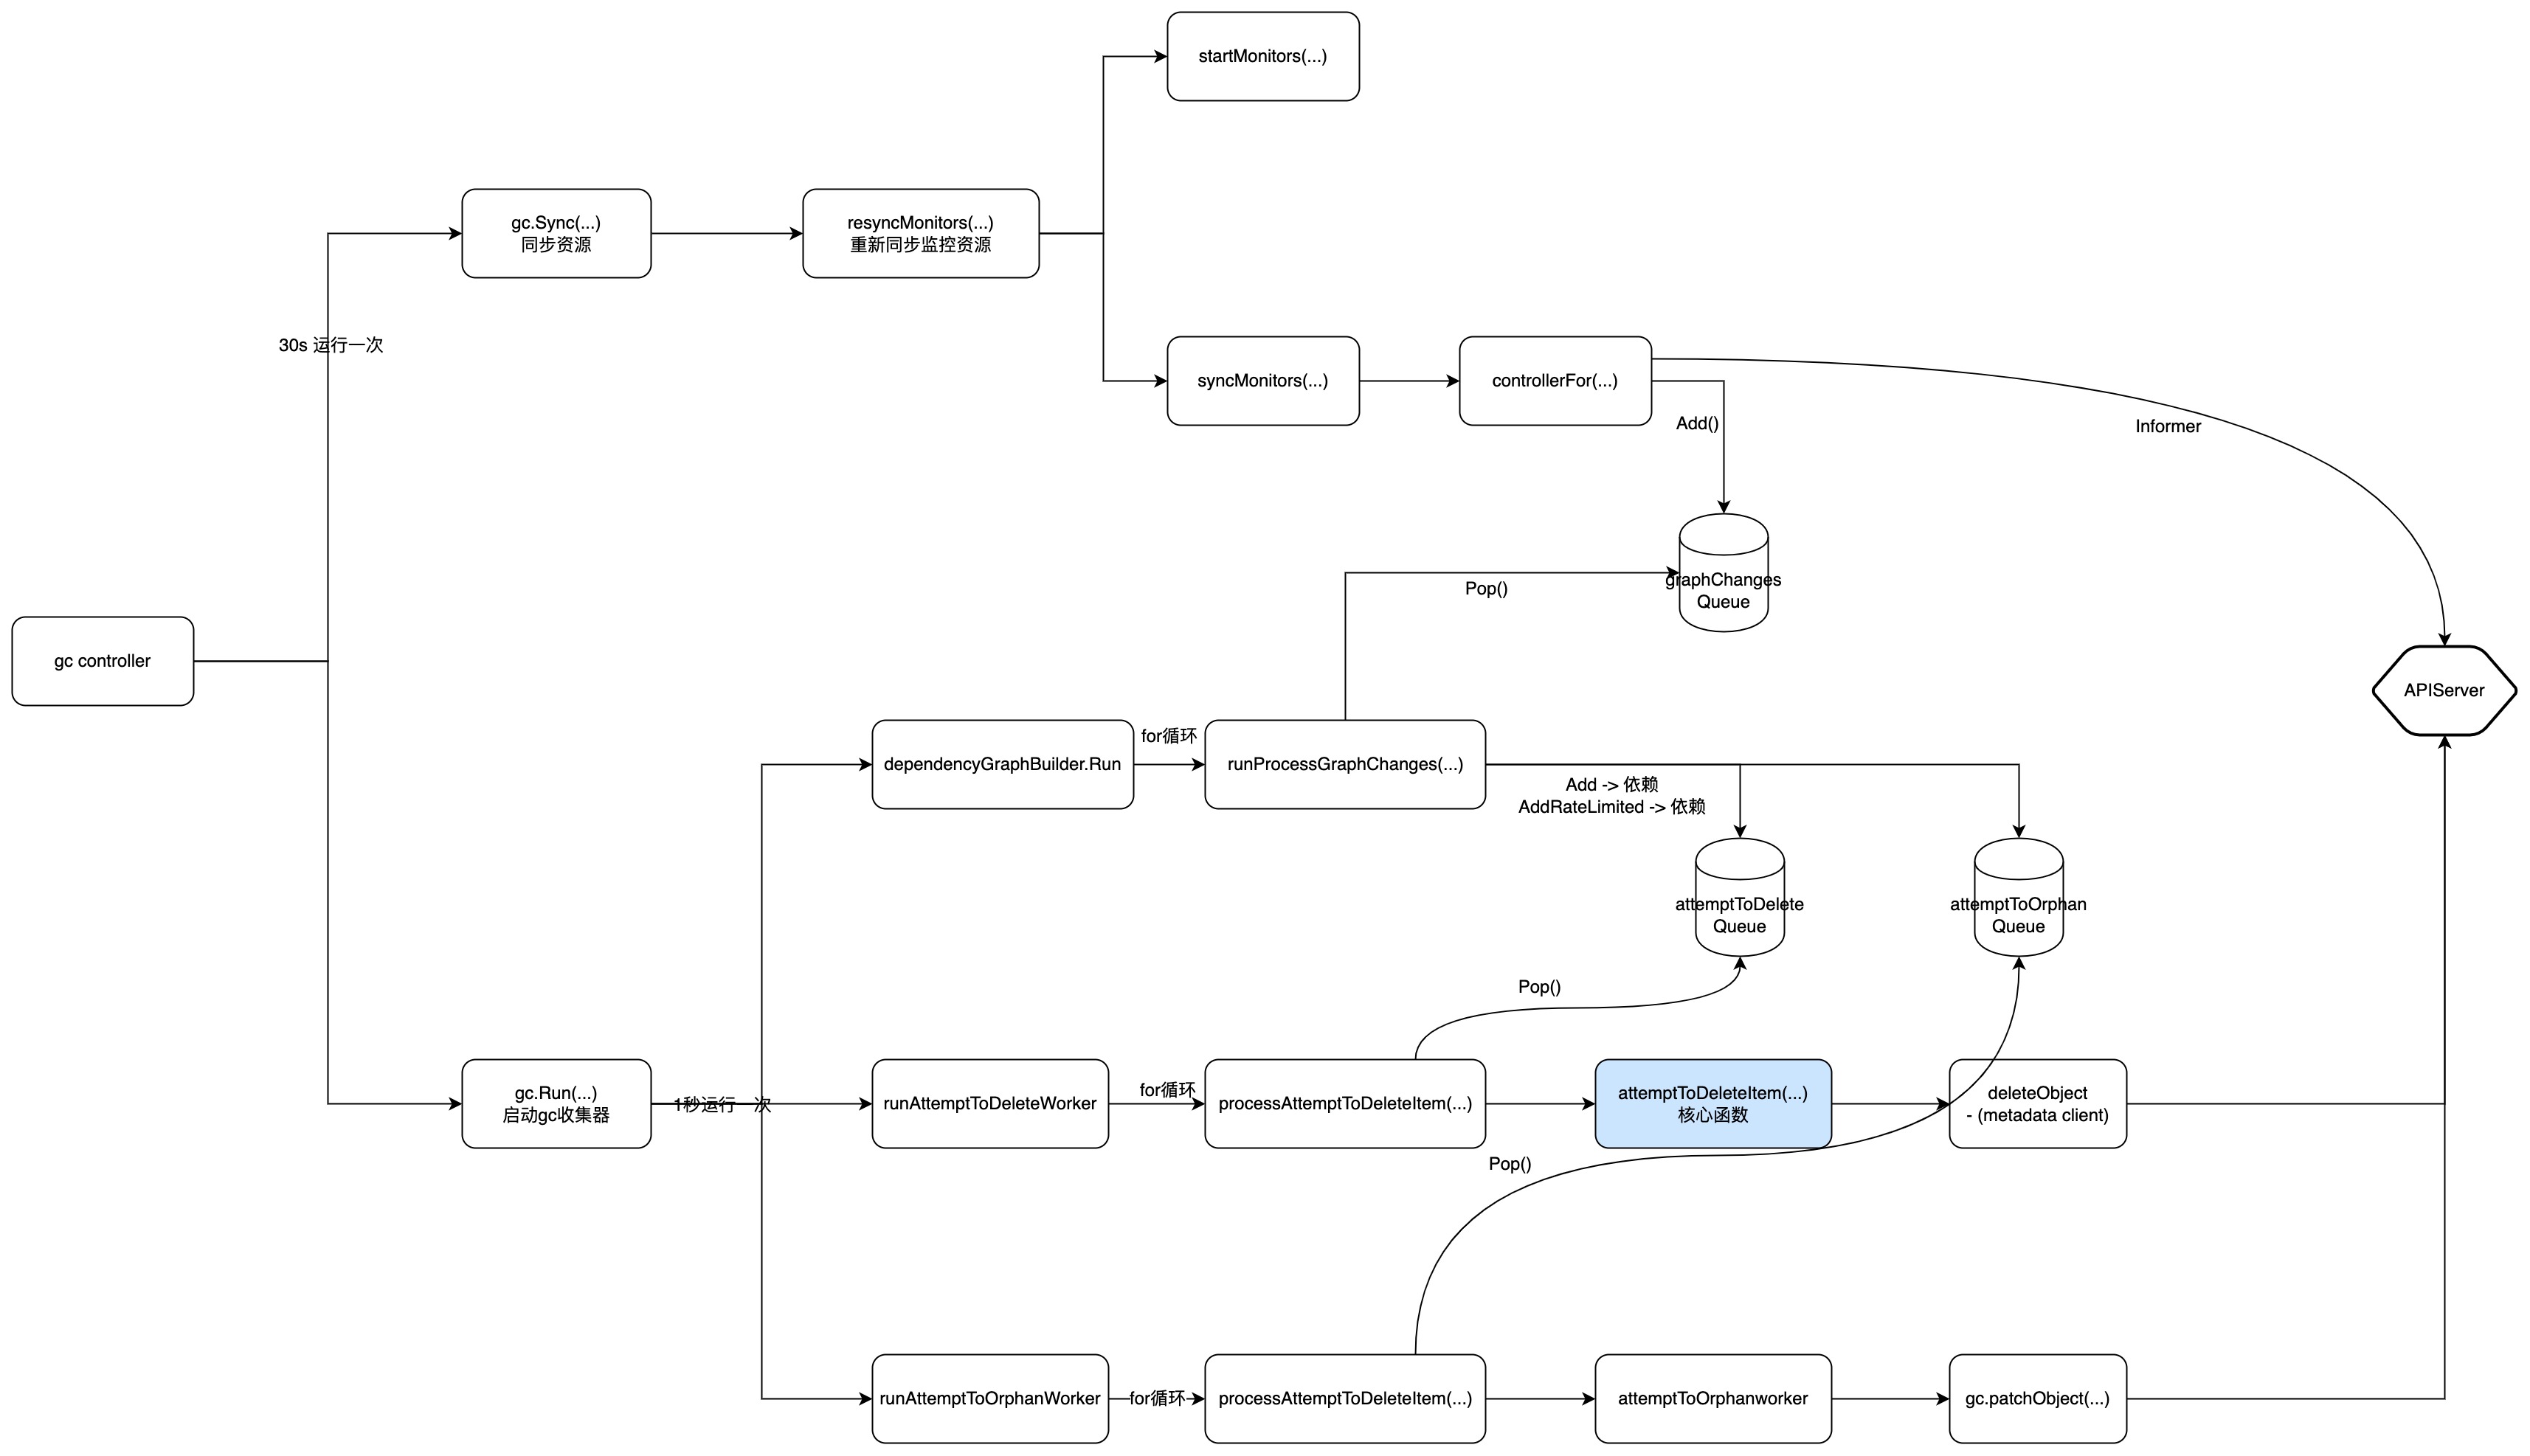 startMonitors(...)
gc.Sync(...)
同步资源
resyncMonitors(...)
重新同步监控资源
30s 运行一次
syncMonitors(...)
controllerFor(...)
Add()
Informer
graphChanges
Queue
Pop()
gc controller
APIServer
dependencyGraphBuilder.Run
for循环
runProcessGraphChanges(...)
Add -> 依赖
AddRateLimited -> 依赖
attemptToDelete
Queue
attemptToOrphan
Queue
Pop()
gc.Run(...)
启动gc收集器
1秒运行一次
runAttemptToDeleteWorker
for循环
processAttemptToDeleteItem(...)
attemptToDeleteItem(...)
核心函数
deleteObject
- (metadata client)
Pop()
runAttemptToOrphanWorker
for循环
processAttemptToDeleteItem(...)
attemptToOrphanworker
gc.patchObject(...)